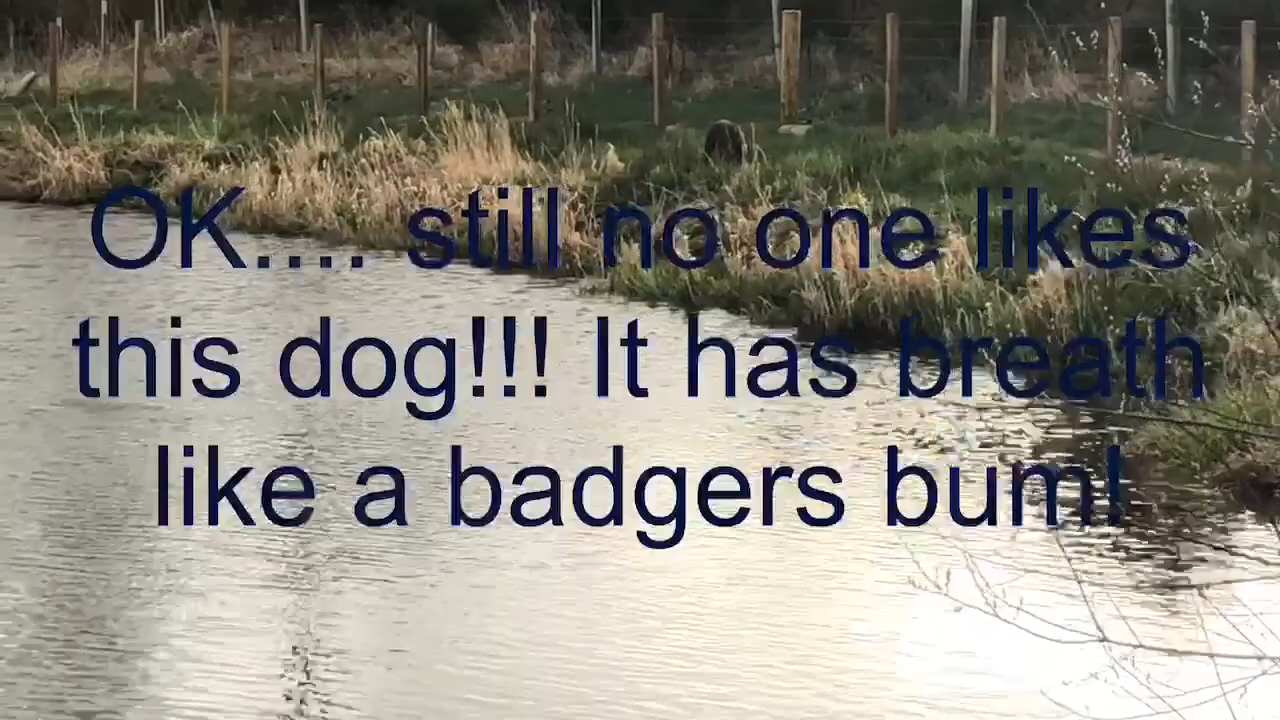 OK.... still no one likes
this dog!!! It has breath
like a badgers bum!